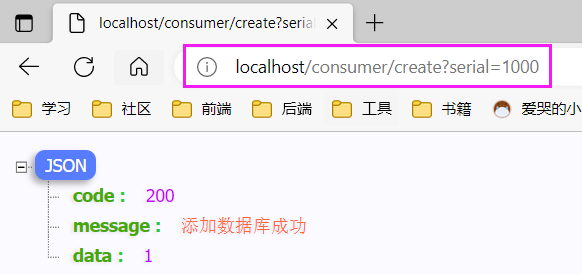 localhost/consumer/create?serial
localhost/consumer/create?serial=1000
学习 社区 前端 后端 工具 书籍 爱哭的小
JSON
code : 200
message : 添加数据库成功
data : 1